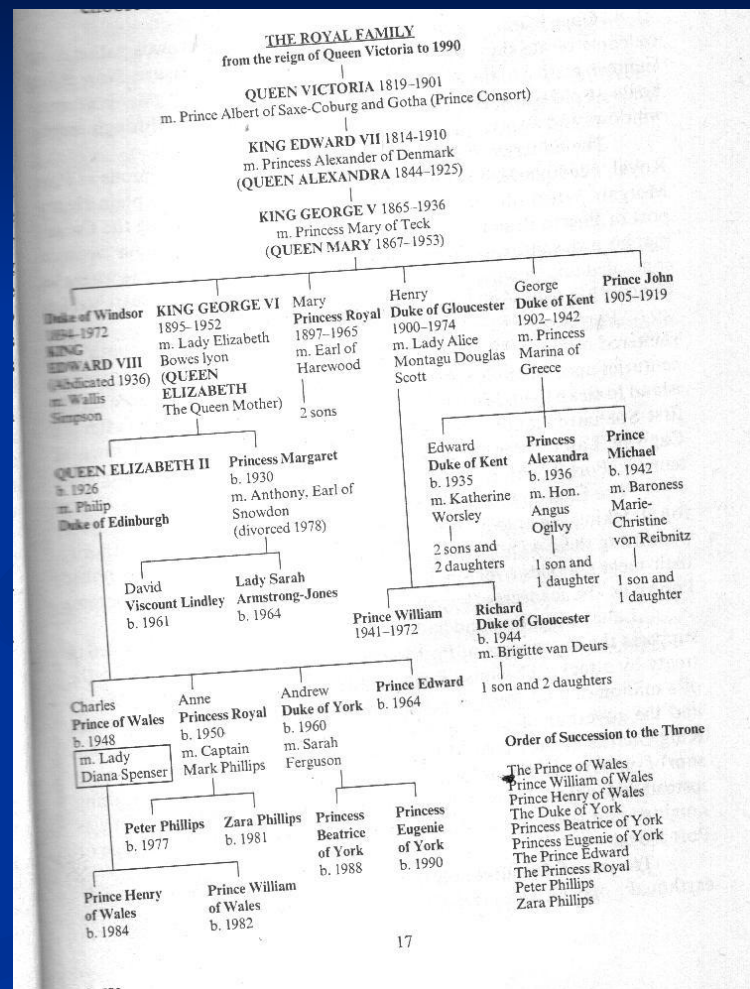 THE ROYAL FAMILY
from the reign of Queen Victoria to 1990
QUEEN VICTORIA 1819-1901
m. Prince Albert of Saxe-Coburg and Gotha (Prince Consort)
KING EDWARD VII 1814-1910
m. Princess Alexander of Denmark
(QUEEN ALEXANDRA 1844-1925)
KING GEORGE V 1865-1936
m. Princess Mary of Teck
(QUEEN MARY 1867-1953)
Duke of Windsor
1894-1972
KING
EDWARD VIII
(Abdicated 1936)
m. Wallis
Simpson
KING GEORGE VI
1895-1952
m. Lady Elizabeth
Bowes lyon
(QUEEN
ELIZABETH
The Queen Mother)
Mary
Princess Royal
1897-1965
m. Earl of
Harewood
2 sons
Henry
Duke of Gloucester
1900-1974
m. Lady Alice
Montagu Douglas
Scott
George
Duke of Kent
1902-1942
m. Princess
Marina of
Greece
Prince John
1905-1919
QUEEN ELIZABETH II
b. 1926
m. Philip
Duke of Edinburgh
Princess Margaret
b. 1930
m. Anthony, Earl of
Snowdon
(divorced 1978)
Edward
Duke of Kent
b. 1935
m. Katherine
Worsley
2 sons and
2 daughters
Princess
Alexandra
b. 1936
m. Hon.
Angus
Ogilvy
1 son and
1 daughter
Prince
Michael
b. 1942
m. Baroness
Marie-
Christine
von Reibnitz
1 son and
1 daughter
David
Viscount Lindley
b. 1961
Lady Sarah
Armstrong-Jones
b. 1964
Prince William
1941-1972
Richard
Duke of Gloucester
b. 1944
m. Brigitte van Deurs
1 son and 2 daughters
Charles
Prince of Wales
b. 1948
m. Lady
Diana Spenser
Anne
Princess Royal
b. 1950
m. Captain
Mark Phillips
Andrew
Duke of York
b. 1960
m. Sarah
Ferguson
Prince Edward
b. 1964
Peter Phillips
b. 1977
Zara Phillips
b. 1981
Princess
Beatrice
of York
b. 1988
Princess
Eugenie
of York
b. 1990
Prince Henry
of Wales
b. 1984
Prince William
of Wales
b. 1982
Order of Succession to the Throne
The Prince of Wales
Prince William of Wales
Prince Henry of Wales
The Duke of York
Princess Beatrice of York
Princess Eugenie of York
The Prince Edward
The Princess Royal
Peter Phillips
Zara Phillips
17